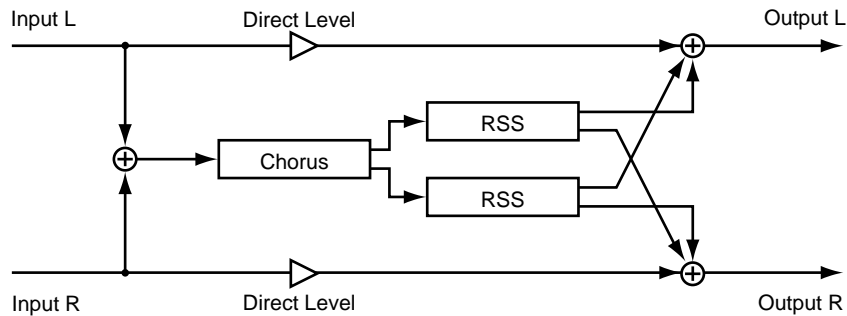 Input L
Direct Level
Output L
RSS
Chorus
RSS
Input R
Direct Level
Output R